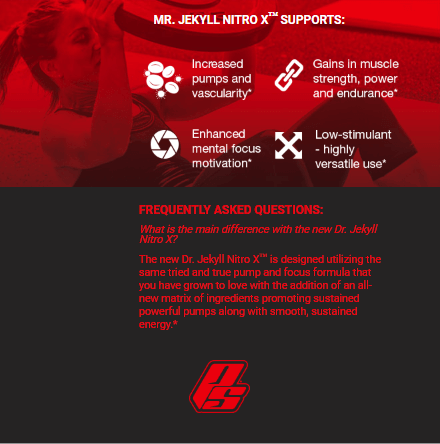 MR. JEKYLL NITRO X™ SUPPORTS:
Increased
pumps and
vascularity*
Gains in muscle
strength, power
and endurance*
Enhanced
mental focus
motivation*
Low-stimulant
- highly
versatile use*
FREQUENTLY ASKED QUESTIONS:
What is the main difference with the new Dr. Jekyll
Nitro X?
The new Dr. Jekyll Nitro X™ is designed utilizing the
same tried and true pump and focus formula that
you have grown to love with the addition of an all-
new matrix of ingredients promoting sustained
powerful pumps along with smooth, sustained
energy.*
PS